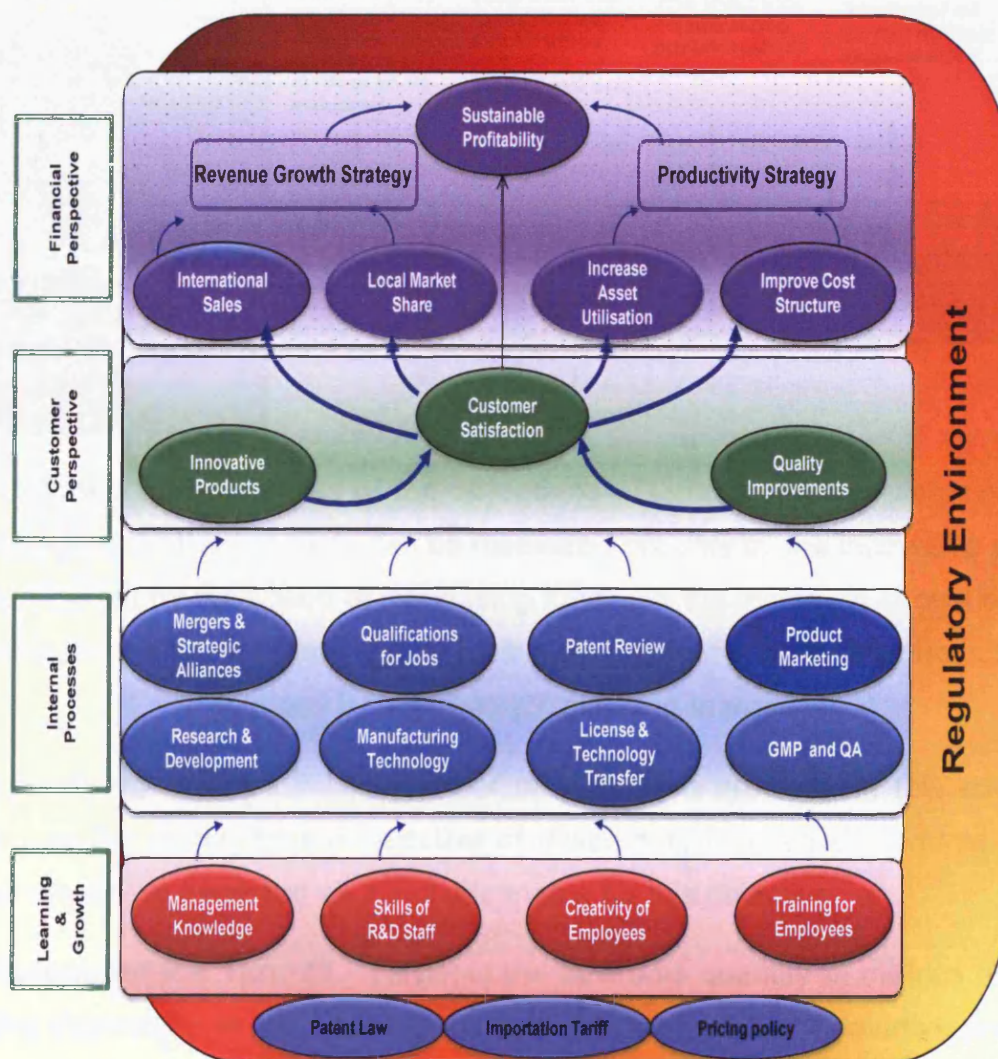 Sustainable
Profitability
Revenue Growth Strategy
Productivity Strategy
Financial
Perspective
International
Sales
Local Market
Share
Increase
Asset
Utilisation
Improve Cost
Structure
Customer
Perspective
Customer
Satisfaction
Innovative
Products
Quality
Improvements
Internal
Processes
Mergers &
Strategic
Alliances
Qualifications
for Jobs
Patent Review
Product
Marketing
Research &
Development
Manufacturing
Technology
License &
Technology
Transfer
GMP and QA
Learning
&
Growth
Management
Knowledge
Skills of
R&D Staff
Creativity of
Employees
Training for
Employees
Patent Law
Importation Tariff
Pricing policy
Regulatory Environment